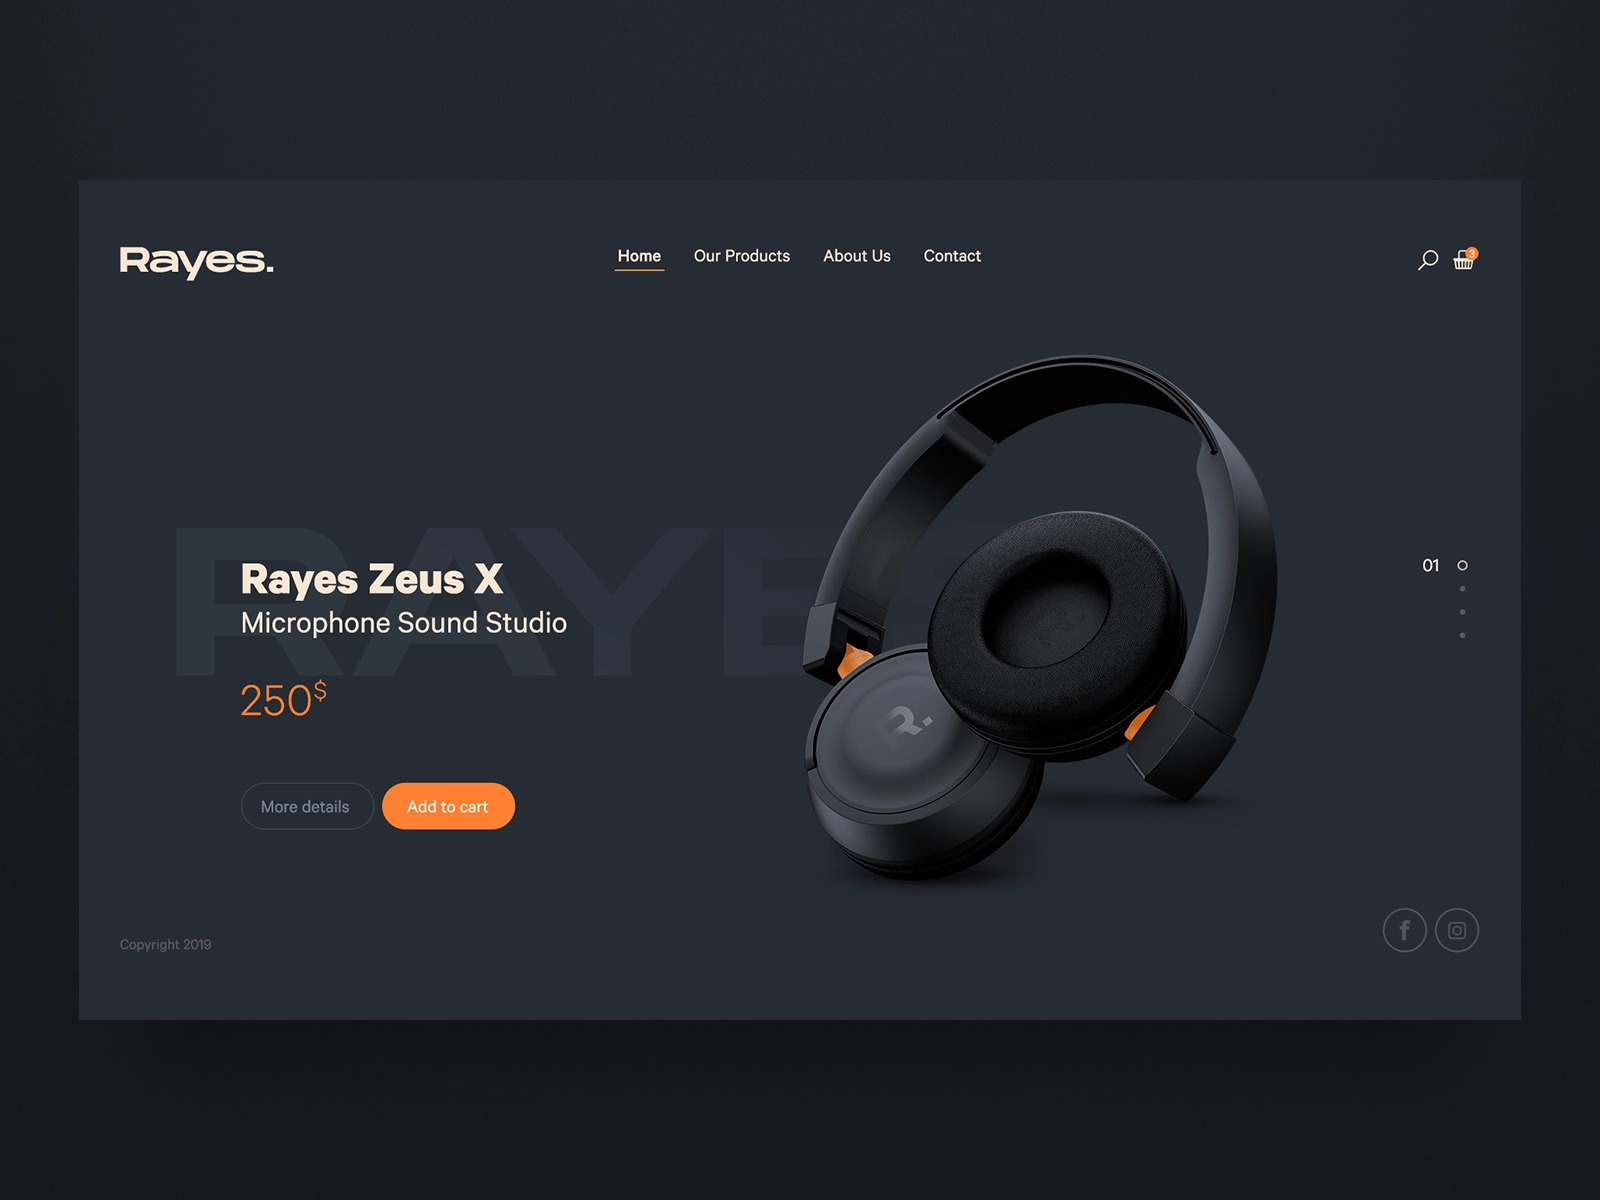 Rayes.
Home Our Products About Us Contact
3
RAYES
Rayes Zeus X
Microphone Sound Studio
250$
01
More details Add to cart
R.
Copyright 2019